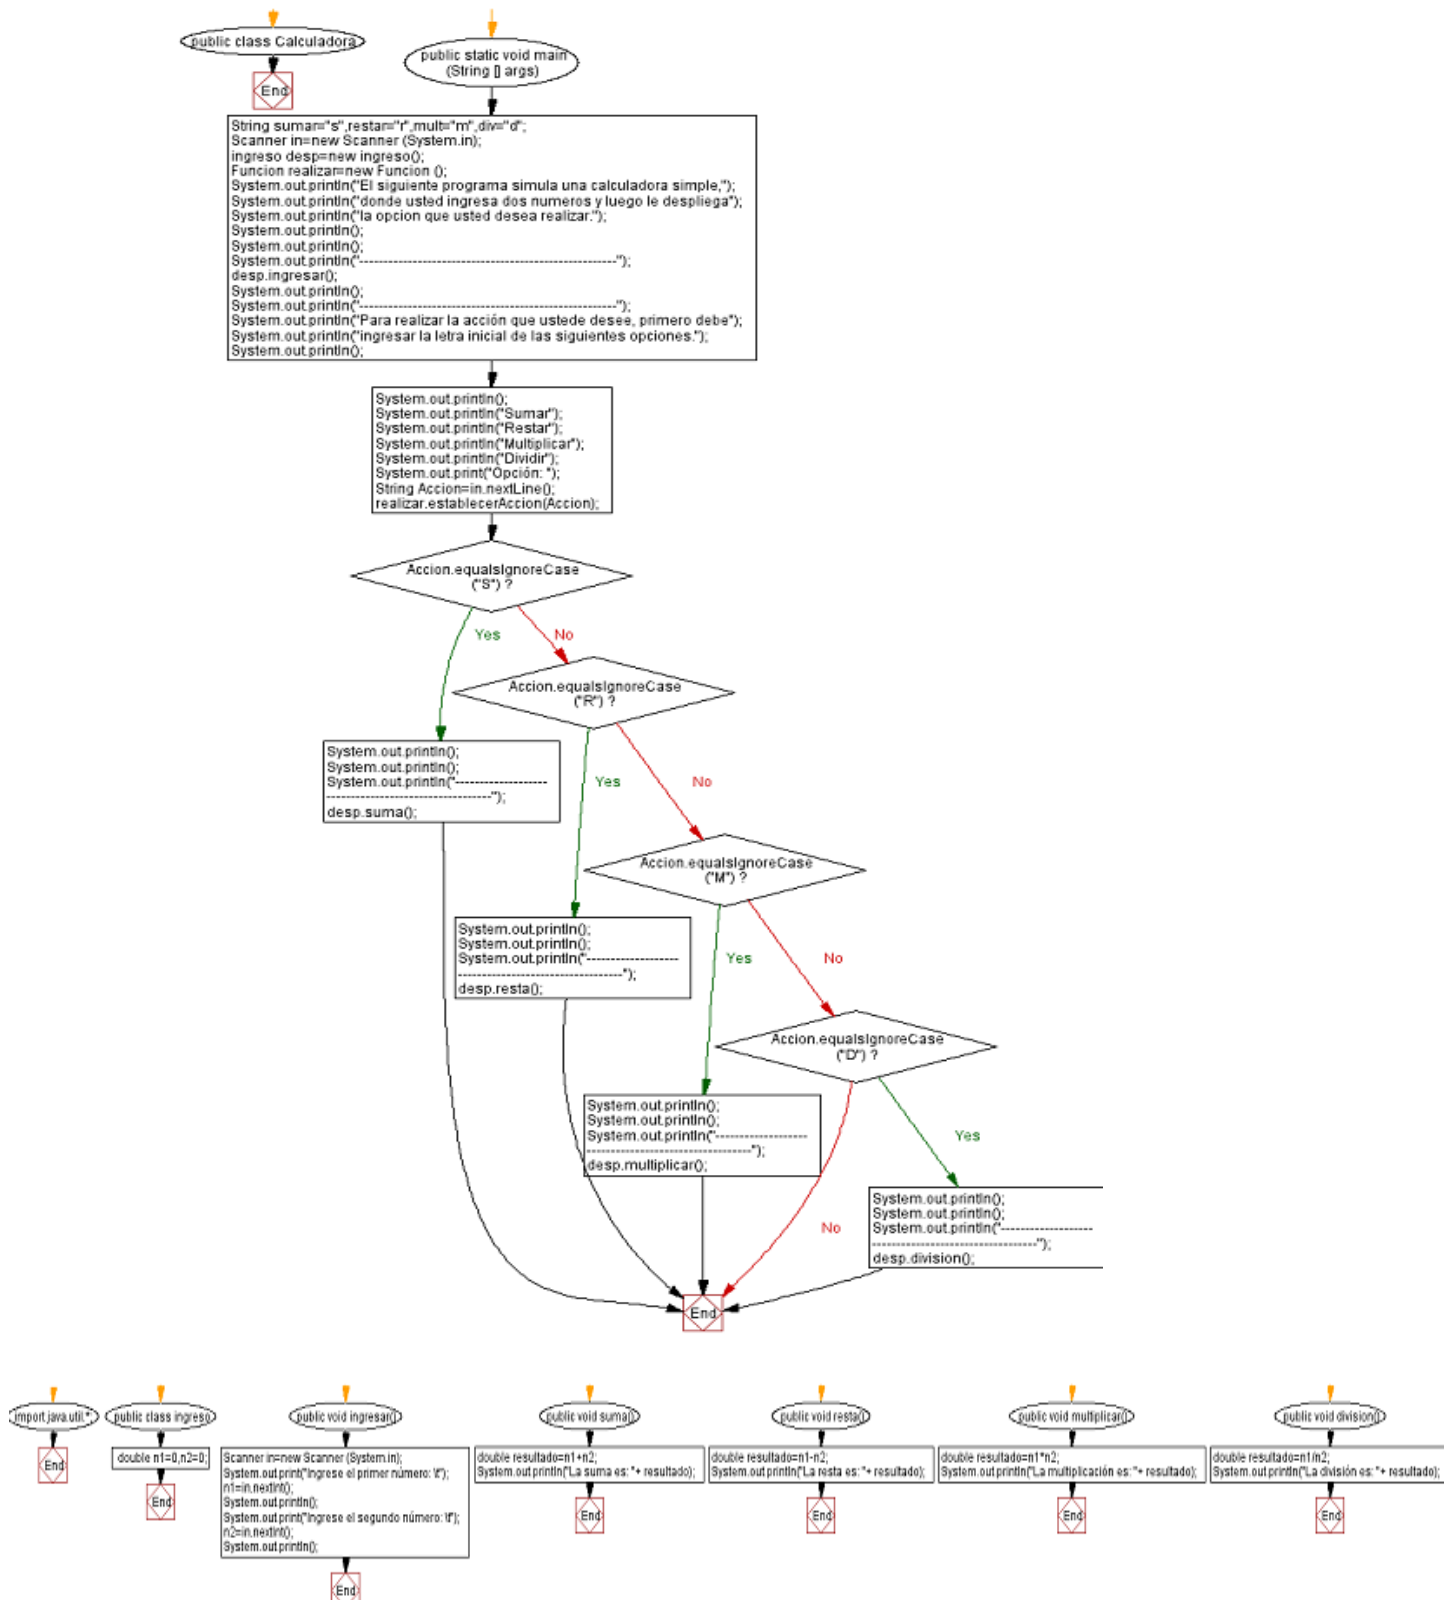 public class Calculadora
End
public static void main
(String [] args)
String sumar="s",restar="r",mult="m",div="d";
Scanner in=new Scanner (System.in);
ingreso desp=new ingreso();
Funcion realizar=new Funcion ();
System.out.println("El siguiente programa simula una calculadora simple,");
System.out.println("donde usted ingresa dos numeros y luego le despliega");
System.out.println("la opcion que usted desea realizar.");
System.out.println();
System.out.println();
System.out.println("-----------------------------------------------------");
desp.ingresar();
System.out.println();
System.out.println("-----------------------------------------------------");
System.out.println("Para realizar la acción que ustede desee, primero debe");
System.out.println("ingresar la letra inicial de las siguientes opciones.");
System.out.println();
System.out.println();
System.out.println("Sumar");
System.out.println("Restar");
System.out.println("Multiplicar");
System.out.println("Dividir");
System.out.print("Opción: ");
String Accion=in.nextLine();
realizar.establecerAccion(Accion);
Accion.equalsIgnoreCase
("S") ?
Yes
No
Accion.equalsIgnoreCase
("R") ?
System.out.println();
System.out.println();
System.out.println("-------------------
----------------------------------");
desp.suma();
Yes
No
Accion.equalsIgnoreCase
("M") ?
System.out.println();
System.out.println();
System.out.println("-------------------
----------------------------------");
desp.resta();
Yes
No
Accion.equalsIgnoreCase
("D") ?
System.out.println();
System.out.println();
System.out.println("-------------------
----------------------------------");
desp.multiplicar();
Yes
No
System.out.println();
System.out.println();
System.out.println("-------------------
----------------------------------");
desp.division();
End
import java.util.*;
End
public class ingreso
double n1=0,n2=0;
End
public void ingresar()
Scanner in=new Scanner (System.in);
System.out.print("Ingrese el primer número: \t");
n1=in.nextInt();
System.out.println();
System.out.print("Ingrese el segundo número: \t");
n2=in.nextInt();
System.out.println();
End
public void suma()
double resultado=n1+n2;
System.out.println("La suma es: "+ resultado);
End
public void resta()
double resultado=n1-n2;
System.out.println("La resta es: "+ resultado);
End
public void multiplicar()
double resultado=n1*n2;
System.out.println("La multiplicación es: "+ resultado);
End
public void division()
double resultado=n1/n2;
System.out.println("La división es: "+ resultado);
End